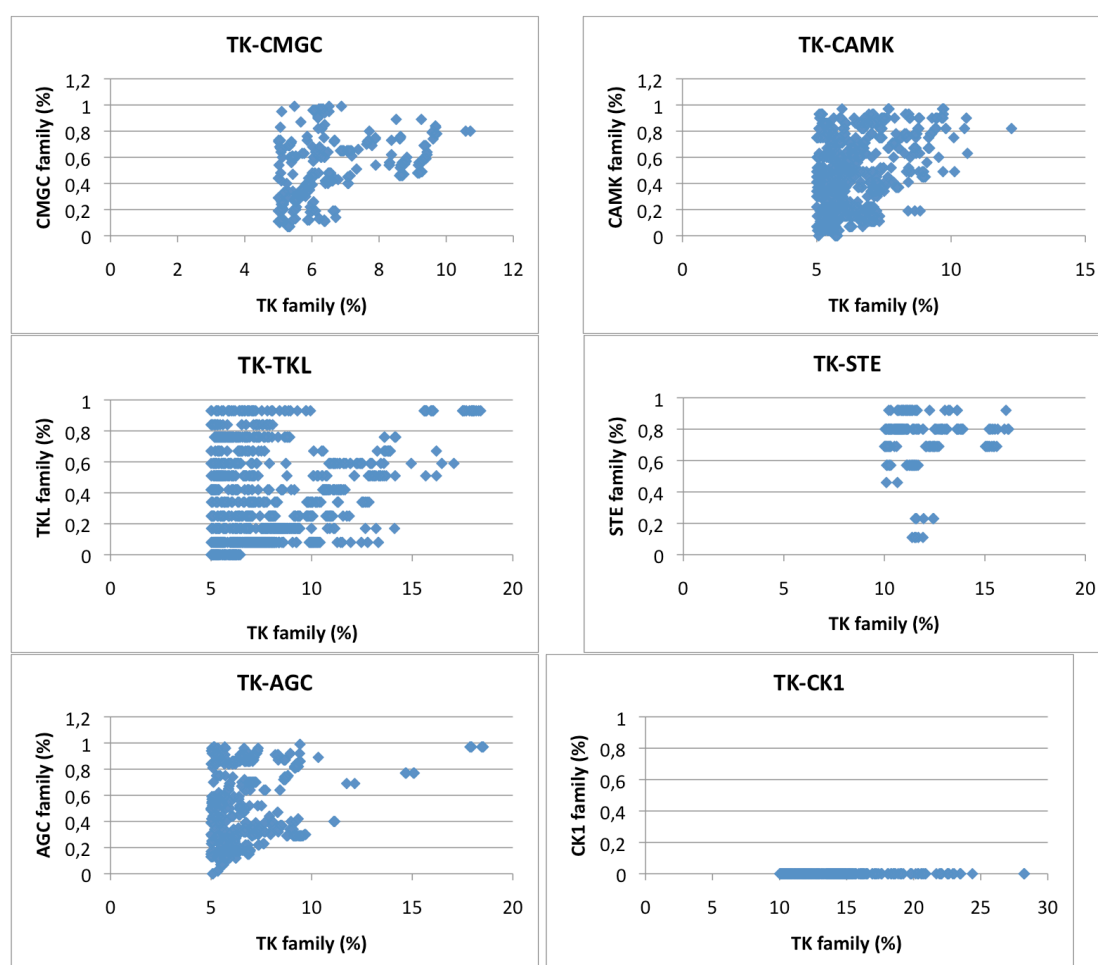 TK-CMGC
CMGC family (%)
1,2
1
0,8
0,6
0,4
0,2
0
0 2 4 6 8 10 12
TK family (%)
TK-CAMK
CAMK family (%)
1,2
1
0,8
0,6
0,4
0,2
0
0 5 10 15
TK family (%)
TK-TKL
TKL family (%)
1
0,8
0,6
0,4
0,2
0
0 5 10 15 20
TK family (%)
TK-STE
STE family (%)
1
0,8
0,6
0,4
0,2
0
0 5 10 15 20
TK family (%)
TK-AGC
AGC family (%)
1,2
1
0,8
0,6
0,4
0,2
0
0 5 10 15 20
TK family (%)
TK-CK1
CK1 family (%)
1
0,8
0,6
0,4
0,2
0
0 5 10 15 20 25 30
TK family (%)